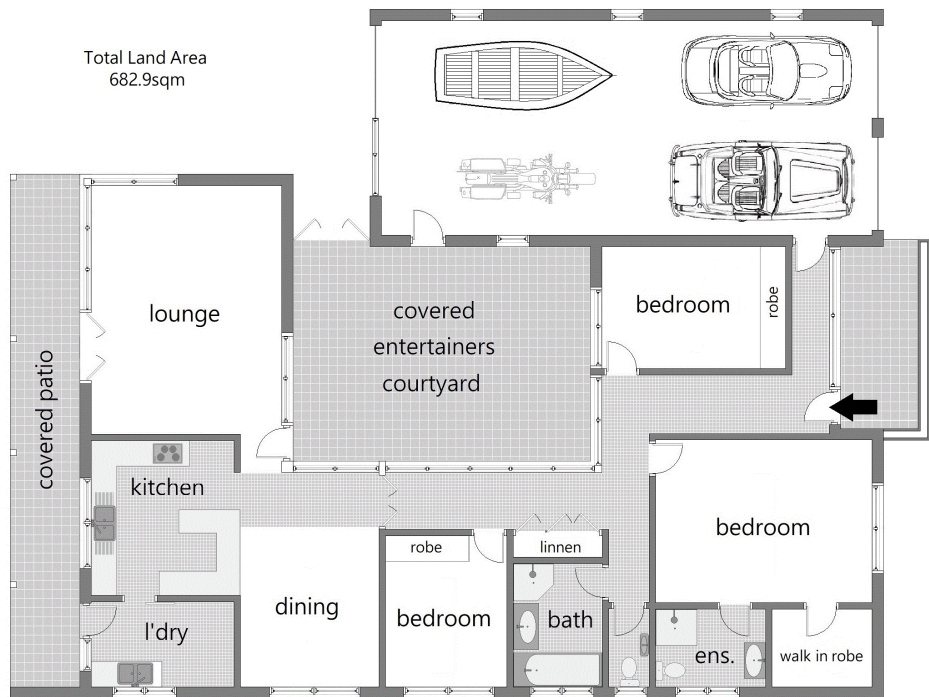 Total Land Area
682.9sqm
lounge
covered
entertainers
courtyard
bedroom
robe
covered patio
kitchen
bedroom
robe
linnen
dining
bedroom
bath
l'dry
ens.
walk in robe